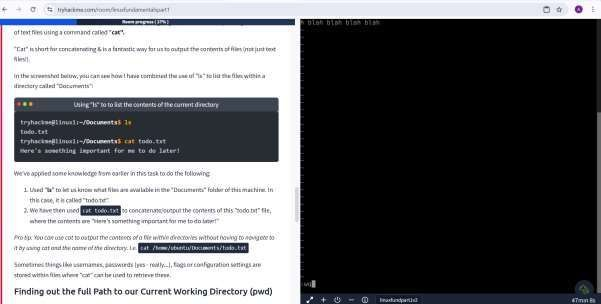 tryhackme.com/room/linuxfundamentalspart1
Room progress ( 37% )
of text files using a command called "cat".
"Cat" is short for concatenating & is a fantastic way for us to output the contents of files (not just text
files!).
In the screenshot below, you can see how I have combined the use of "ls" to list the files within a
directory called "Documents":
Using "ls" to to list the contents of the current directory
tryhackme@linux1:~/Documents$ ls
todo.txt
tryhackme@linux1:~/Documents$ cat todo.txt
Here's something important for me to do later!
We've applied some knowledge from earlier in this task to do the following:
1. Used "ls" to let us know what files are available in the "Documents" folder of this machine. In
this case, it is called "todo.txt".
2. We have then used cat todo.txt to concatenate/output the contents of this "todo.txt" file,
where the contents are "Here's something important for me to do later!"
Pro tip: You can use cat to output the contents of a file within directories without having to navigate to
it by using cat and the name of the directory. I.e. cat /home/ubuntu/Documents/todo.txt
Sometimes things like usernames, passwords (yes - really...), flags or configuration settings are
stored within files where "cat" can be used to retrieve these.
Finding out the full Path to our Current Working Directory (pwd)
blah blah blah blah
:wq
linuxfundpart1v2
47min 8s